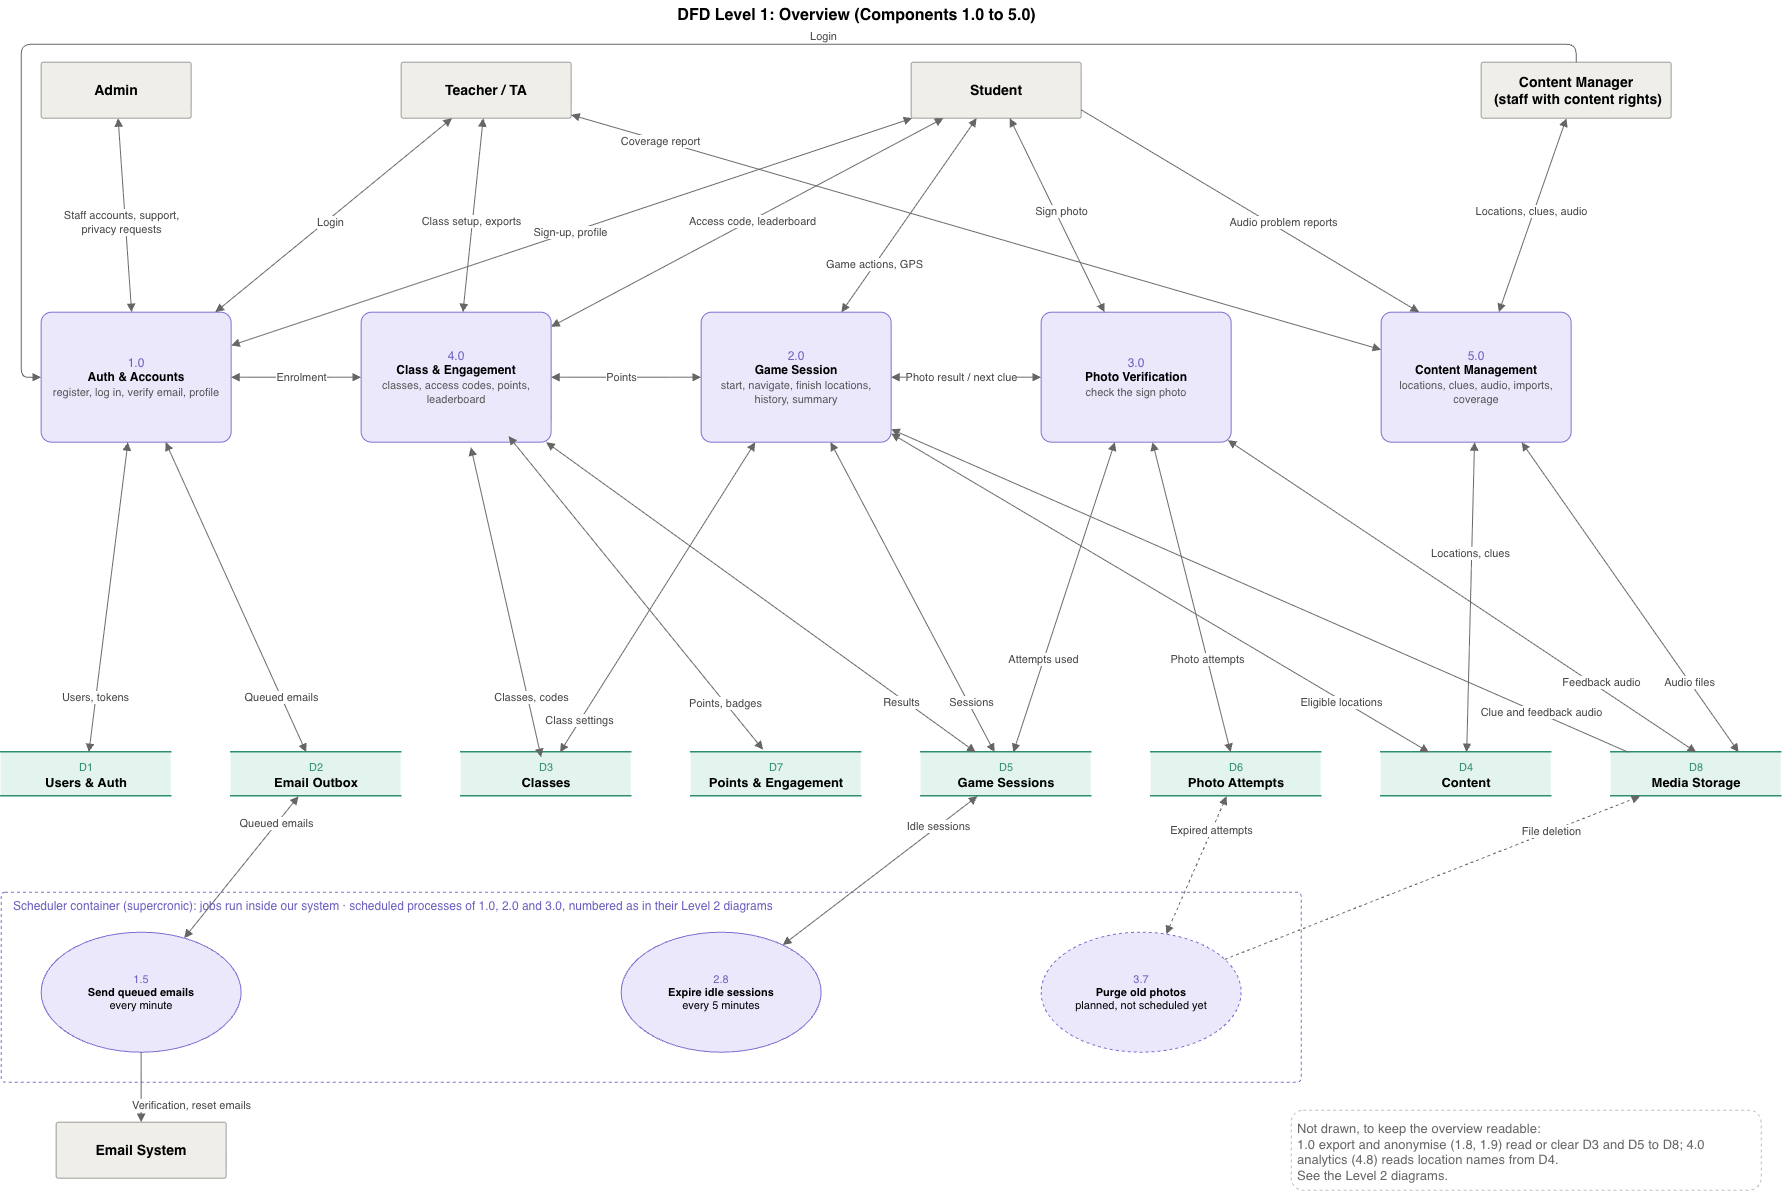 DFD Level 1: Overview (Components 1.0 to 5.0)
Login
Admin
Teacher / TA
Student
Content Manager
(staff with content rights)
Coverage report
Staff accounts, support,
privacy requests
Login
Class setup, exports
Sign-up, profile
Access code, leaderboard
Game actions, GPS
Sign photo
Audio problem reports
Locations, clues, audio
1.0
Auth & Accounts
register, log in, verify email, profile
Enrolment
4.0
Class & Engagement
classes, access codes, points,
leaderboard
Points
2.0
Game Session
start, navigate, finish locations,
history, summary
Photo result / next clue
3.0
Photo Verification
check the sign photo
5.0
Content Management
locations, clues, audio, imports,
coverage
Locations, clues
Attempts used
Photo attempts
Feedback audio
Audio files
Users, tokens
Queued emails
Classes, codes
Class settings
Points, badges
Results
Sessions
Eligible locations
Clue and feedback audio
D1
Users & Auth
D2
Email Outbox
D3
Classes
D7
Points & Engagement
D5
Game Sessions
D6
Photo Attempts
D4
Content
D8
Media Storage
Queued emails
Idle sessions
Expired attempts
File deletion
Scheduler container (supercronic): jobs run inside our system · scheduled processes of 1.0, 2.0 and 3.0, numbered as in their Level 2 diagrams
1.5
Send queued emails
every minute
2.8
Expire idle sessions
every 5 minutes
3.7
Purge old photos
planned, not scheduled yet
Verification, reset emails
Email System
Not drawn, to keep the overview readable:
1.0 export and anonymise (1.8, 1.9) read or clear D3 and D5 to D8; 4.0
analytics (4.8) reads location names from D4.
See the Level 2 diagrams.